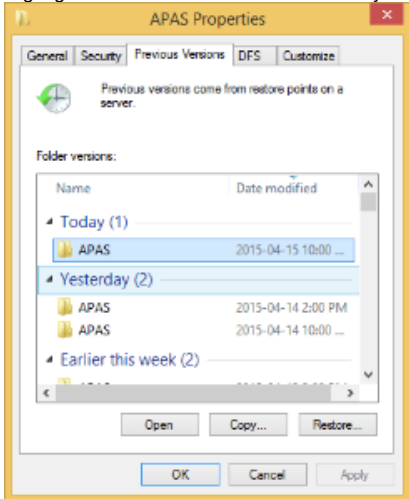 APAS Properties
General Security Previous Versions DFS Customize
Previous versions come from restore points on a
server.
Folder versions:
Name Date modified
Today (1)
APAS 2015-04-15 10:00 ...
Yesterday (2)
APAS 2015-04-14 2:00 PM
APAS 2015-04-14 10:00 ...
Earlier this week (2)
Open Copy... Restore...
OK Cancel Apply